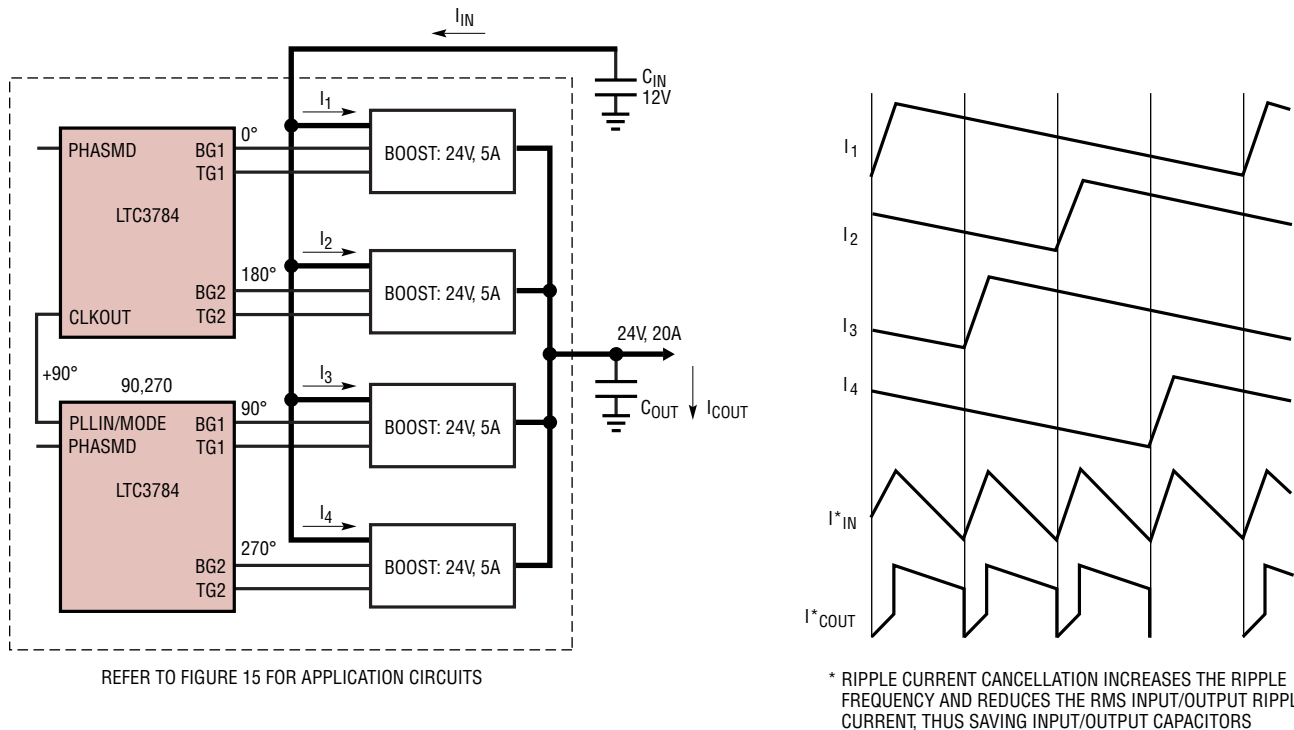 I_IN
C_IN
12V
I_1
0°
PHASMD
BG1
TG1
LTC3784
BOOST: 24V, 5A
I_2
180°
BG2
TG2
CLKOUT
BOOST: 24V, 5A
24V, 20A
+90°
90,270
I_3
90°
PLLIN/MODE
BG1
PHASMD
TG1
LTC3784
BOOST: 24V, 5A
C_OUT
I_COUT
I_4
270°
BG2
TG2
BOOST: 24V, 5A
REFER TO FIGURE 15 FOR APPLICATION CIRCUITS
I_1
I_2
I_3
I_4
I*_IN
I*_COUT
* RIPPLE CURRENT CANCELLATION INCREASES THE RIPPLE
FREQUENCY AND REDUCES THE RMS INPUT/OUTPUT RIPPL
CURRENT, THUS SAVING INPUT/OUTPUT CAPACITORS